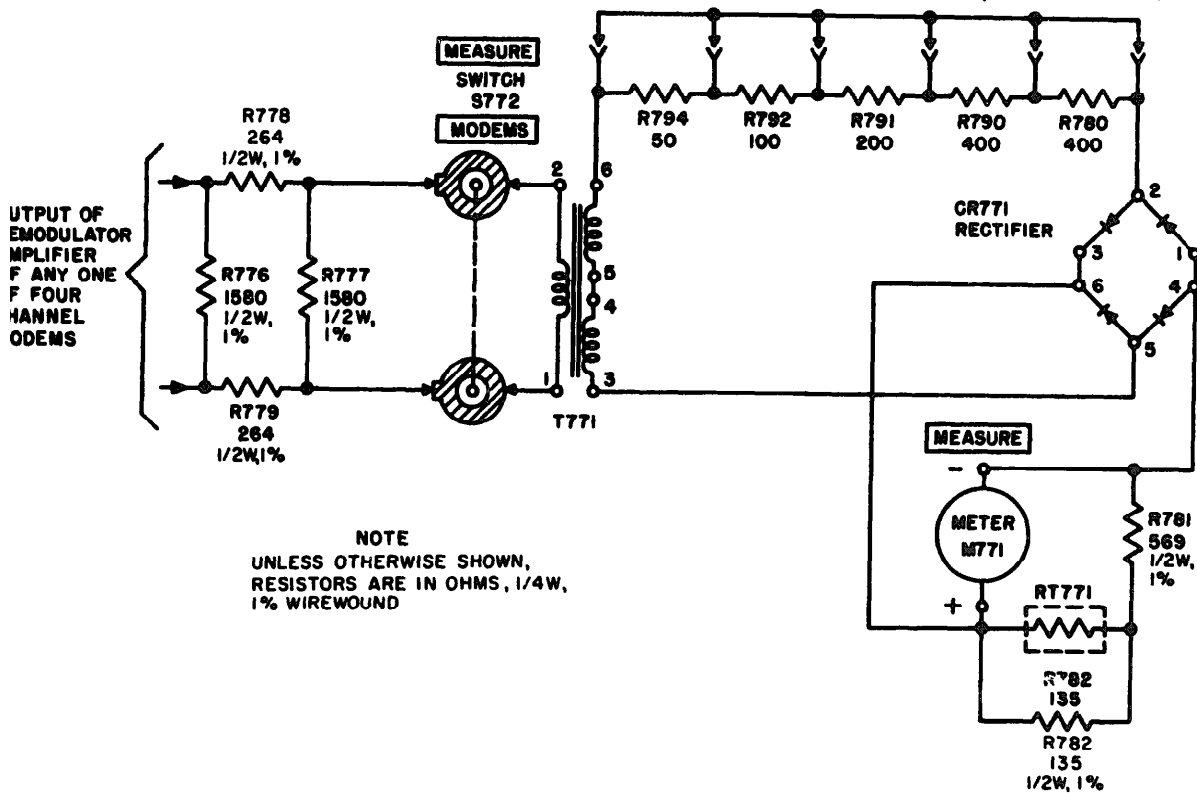 MEASURE
SWITCH
S772
MODEMS
R778
264
1/2W, 1%
UTPUT OF
EMODULATOR
MPLIFIER
F ANY ONE
F FOUR
HANNEL
ODEMS
R776
1580
1/2W,
1%
R777
1580
1/2W,
1%
R779
264
1/2W,1%
2
1
6
5
4
3
T771
R794
50
R792
100
R791
200
R790
400
R780
400
CR771
RECTIFIER
2
3
1
6
4
5
MEASURE
-
METER
M771
+
R781
569
1/2W,
1%
RT771
R782
135
R782
135
1/2W, 1%
NOTE
UNLESS OTHERWISE SHOWN,
RESISTORS ARE IN OHMS, 1/4W,
1% WIREWOUND